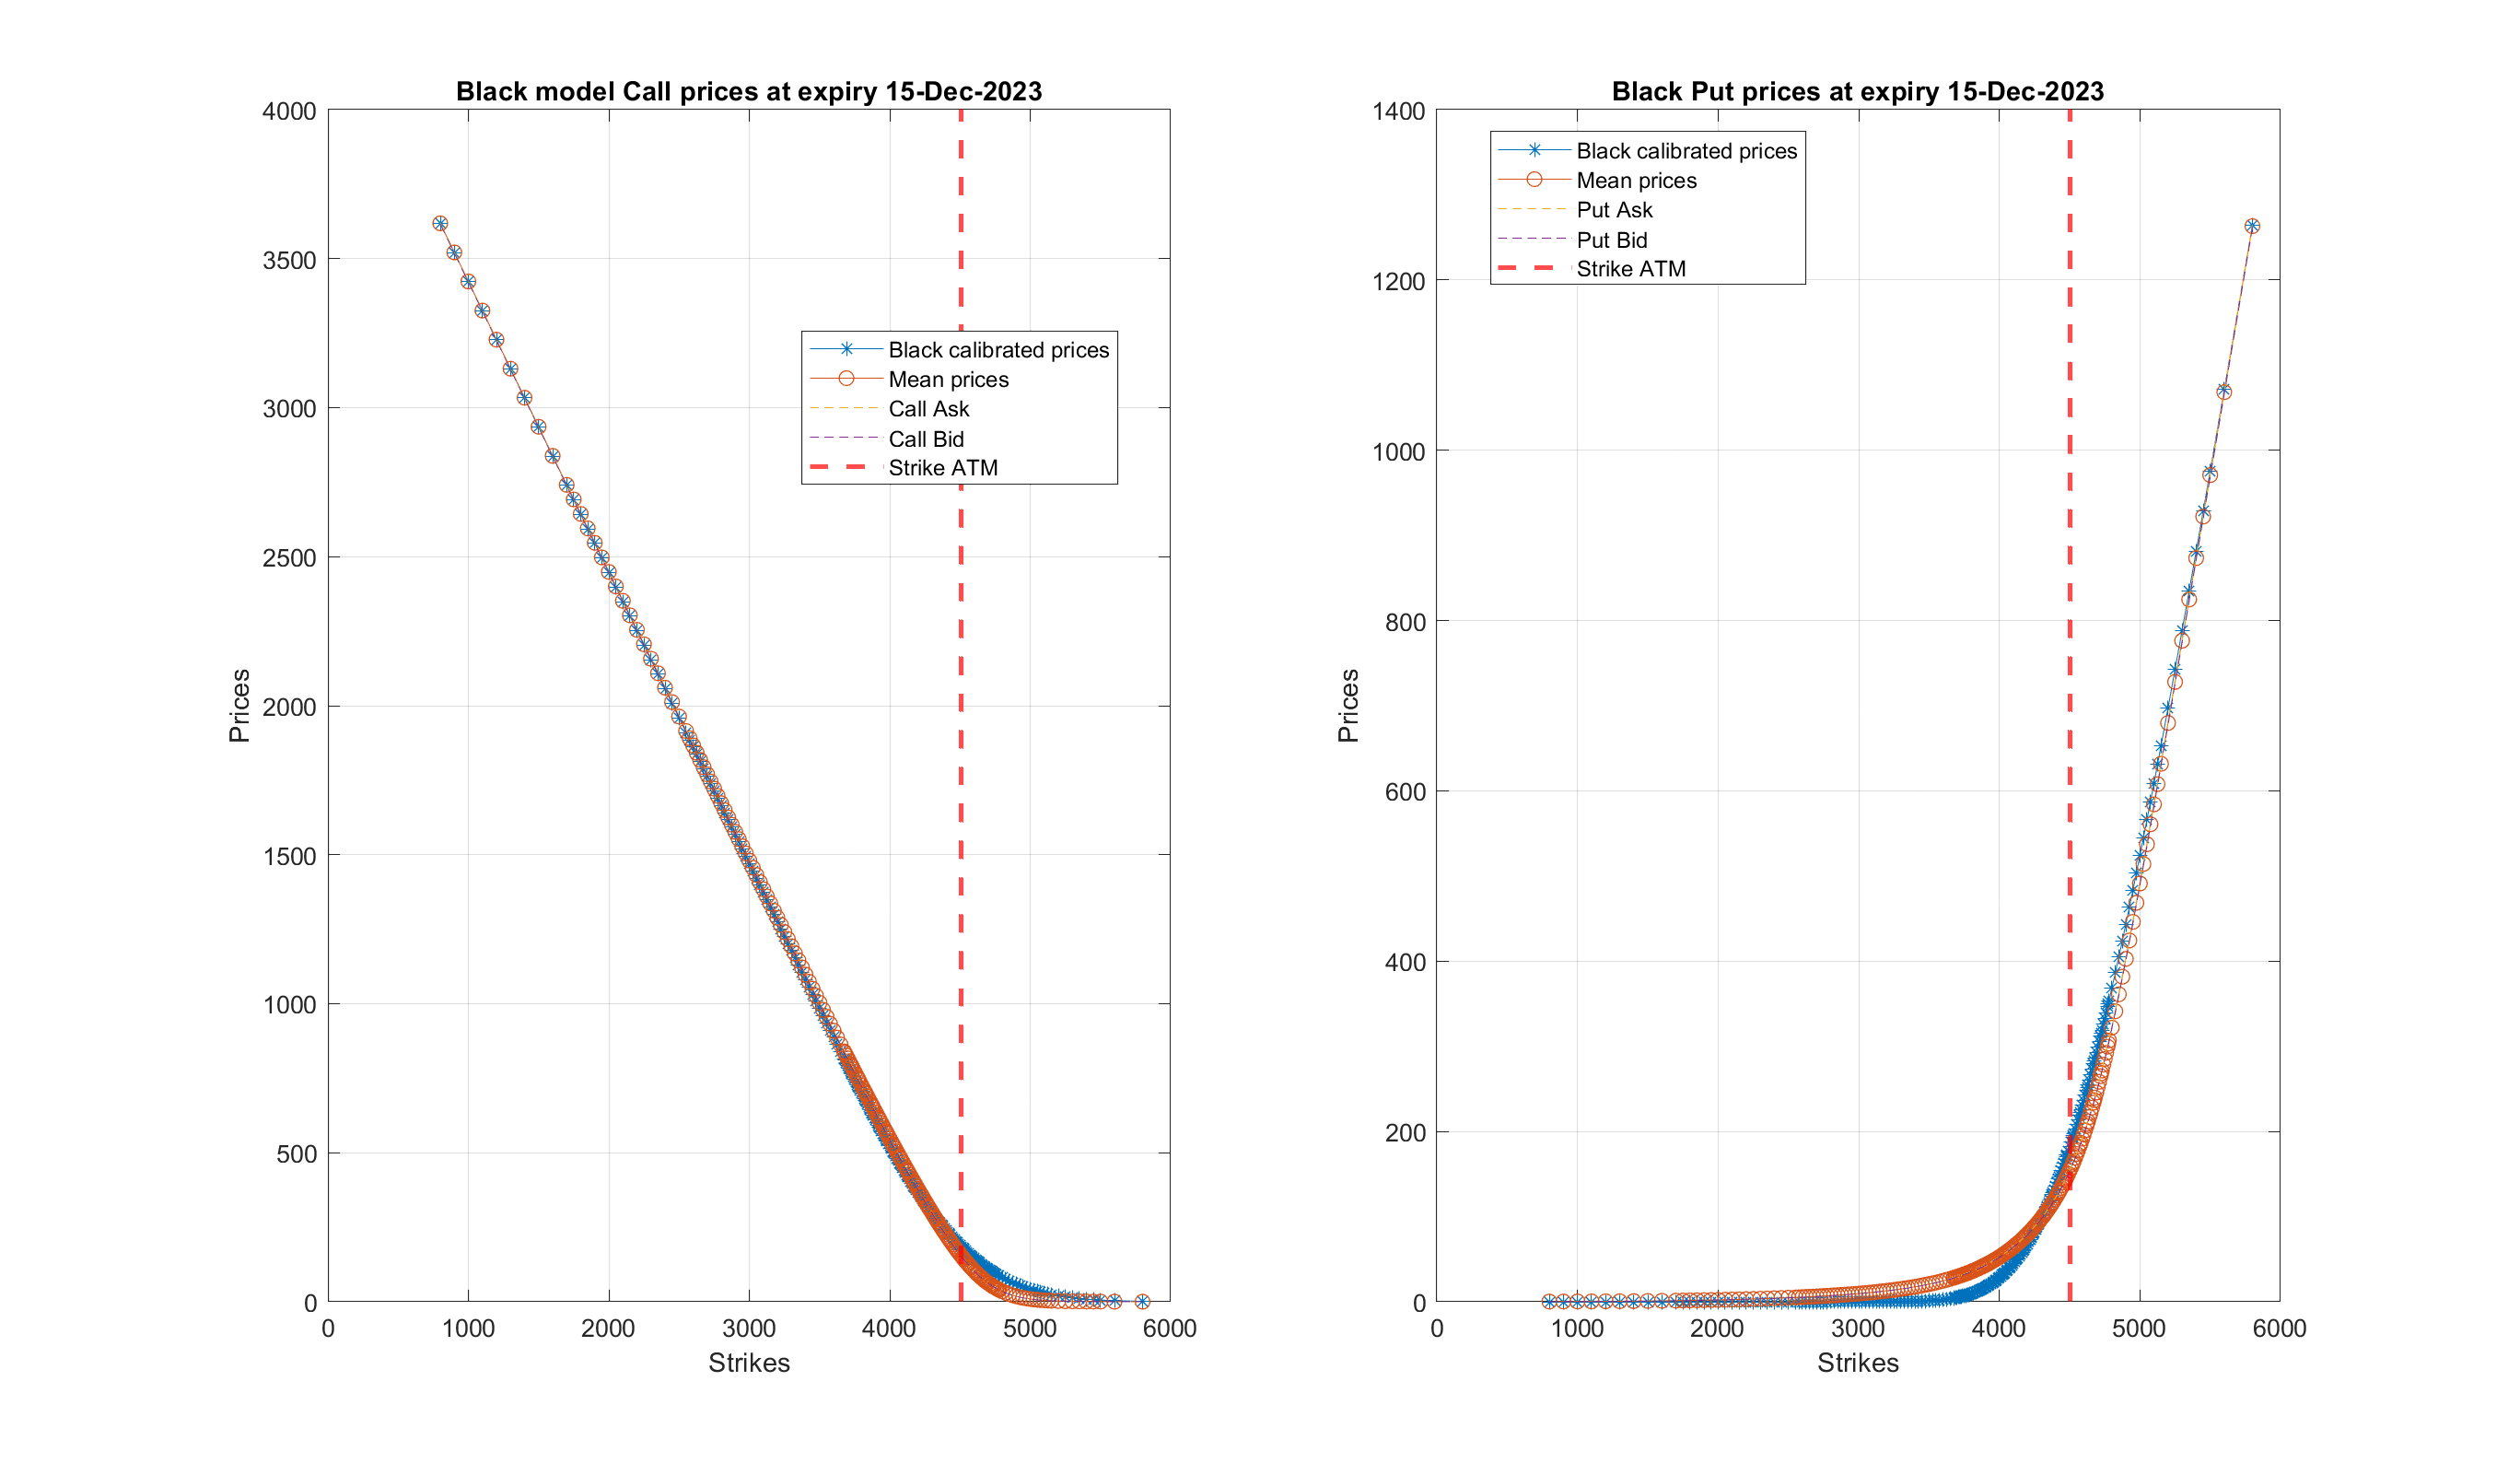 Black model Call prices at expiry 15-Dec-2023
4000
3500
3000
2500
2000
1500
1000
500
0
Prices
0 1000 2000 3000 4000 5000 6000
Strikes
Black calibrated prices
Mean prices
Call Ask
Call Bid
Strike ATM
Black Put prices at expiry 15-Dec-2023
1400
1200
1000
800
600
400
200
0
Prices
0 1000 2000 3000 4000 5000 6000
Strikes
Black calibrated prices
Mean prices
Put Ask
Put Bid
Strike ATM